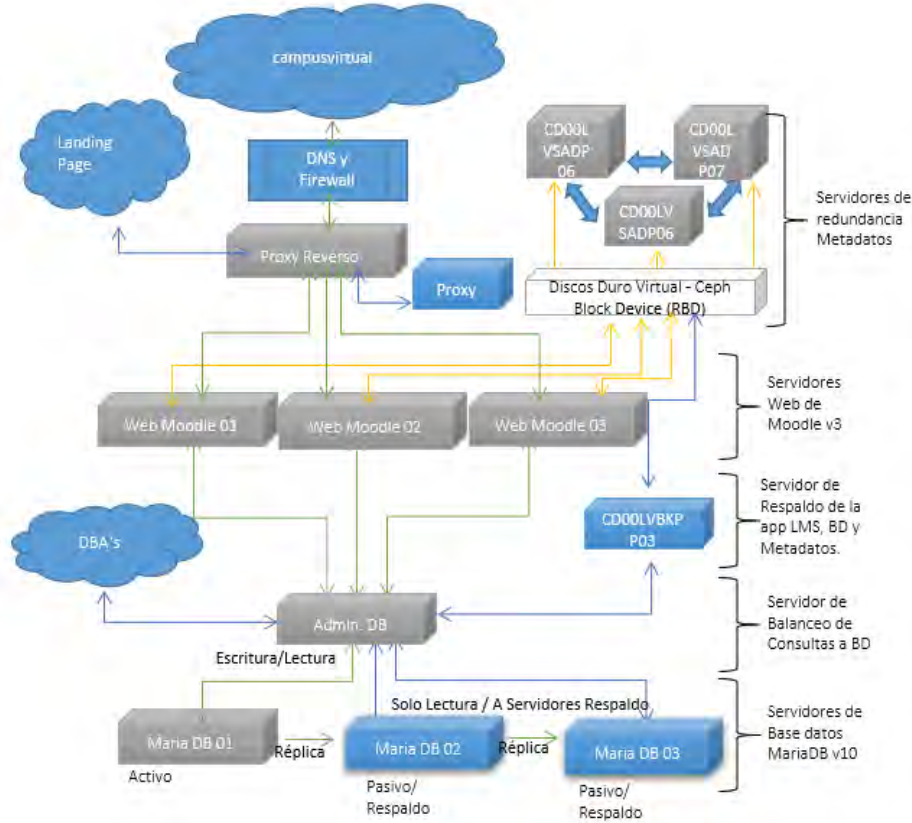 campusvirtual
Landing
Page
DNS y
Firewall
Proxy Reverso
Proxy
CD00L
VSADP
06
CD00L
VSAD
P07
CD00LV
SADP06
Discos Duro Virtual - Ceph
Block Device (RBD)
Servidores de
redundancia
Metadatos
Web Moodle 01
Web Moodle 02
Web Moodle 03
Servidores
Web de
Moodle v3
DBA's
CD00LVBKP
P03
Servidor de
Respaldo de la
app LMS, BD y
Metadatos.
Admin. DB
Servidor de
Balanceo de
Consultas a BD
Escritura/Lectura
Solo Lectura / A Servidores Respaldo
Maria DB 01
Réplica
Maria DB 02
Réplica
Maria DB 03
Activo
Pasivo/
Respaldo
Pasivo/
Respaldo
Servidores de
Base datos
MariaDB v10